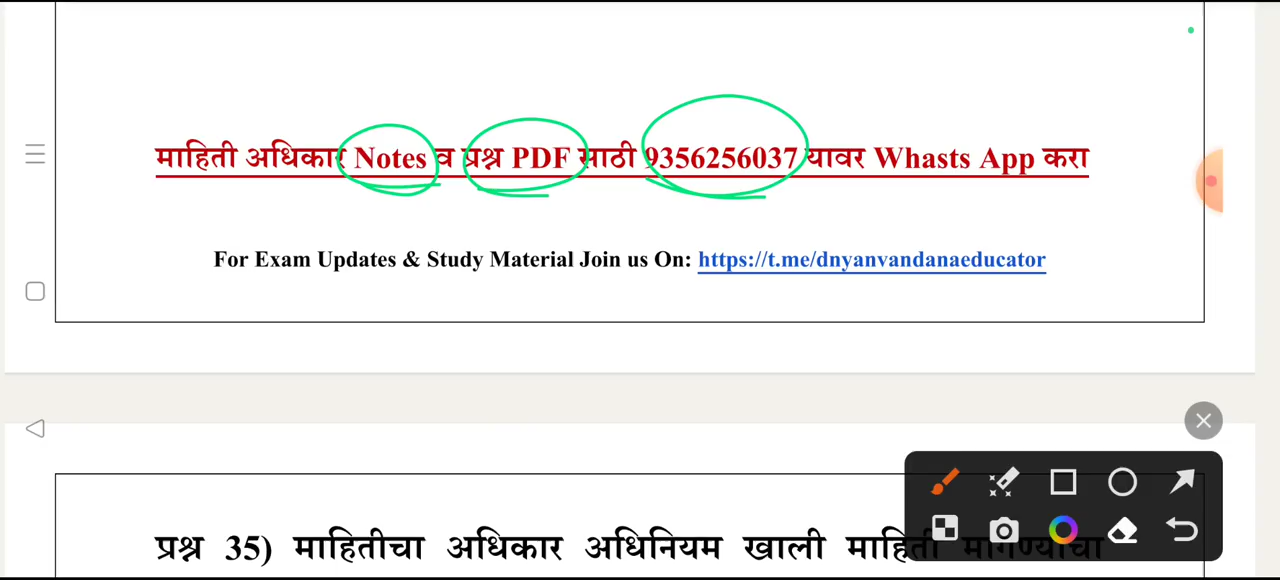 माहिती अधिकार Notes व प्रश्न PDF साठी 9356256037 यावर Whasts App करा
For Exam Updates & Study Material Join us On: https://t.me/dnyanvandanaeducator
प्रश्न 35) माहितीचा अधिकार अधिनियम खाली माहिती मागण्याचा